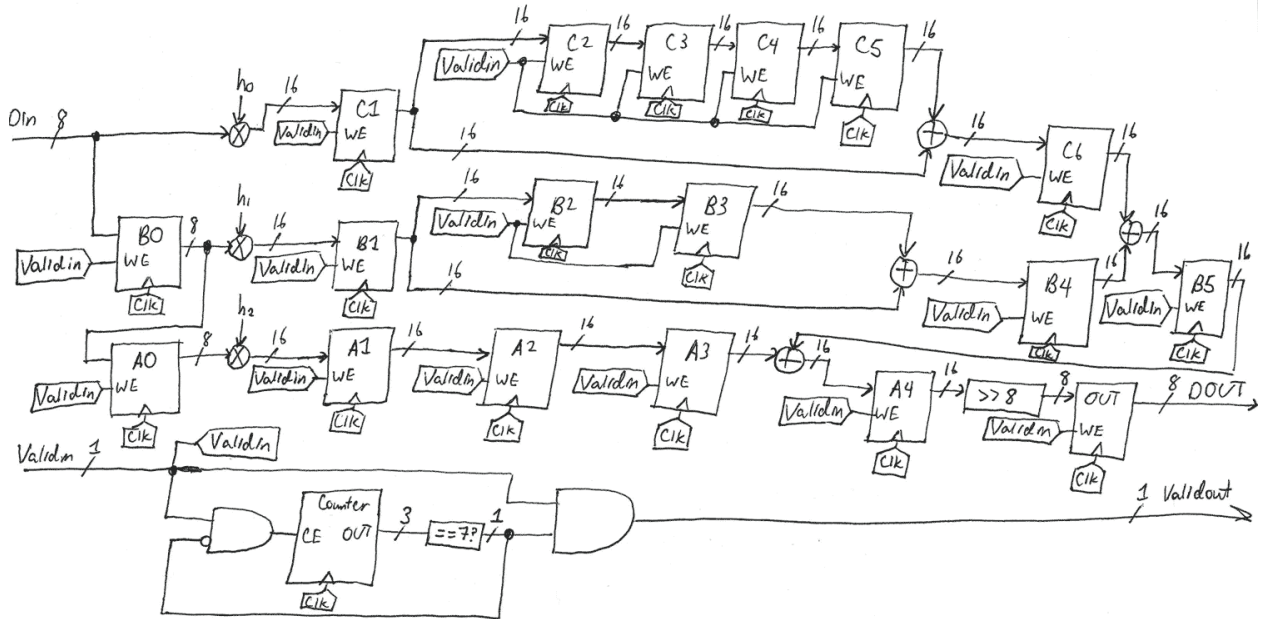 16
16
16
16
16
C2
C3
C4
C5
Validin
WE
WE
WE
WE
Clk
Clk
Clk
Clk
h0
16
DIn
8
C1
Validin
WE
Clk
16
16
16
C6
Validin
WE
Clk
h1
16
8
B0
Validin
WE
Clk
B1
Validin
WE
Clk
16
16
16
B2
B3
Validin
WE
WE
Clk
Clk
16
16
16
16
16
B4
Validin
WE
Clk
B5
Validin
WE
Clk
h2
8
16
16
16
16
16
A0
Validin
WE
Clk
A1
Validin
WE
Clk
A2
Validin
WE
Clk
A3
Validin
WE
Clk
A4
Validin
WE
Clk
16
>>8
8
OUT
Validin
WE
Clk
8
DOUT
Validin
1
Validin
Counter
CE
OUT
Clk
3
==7?
1
1
Validout